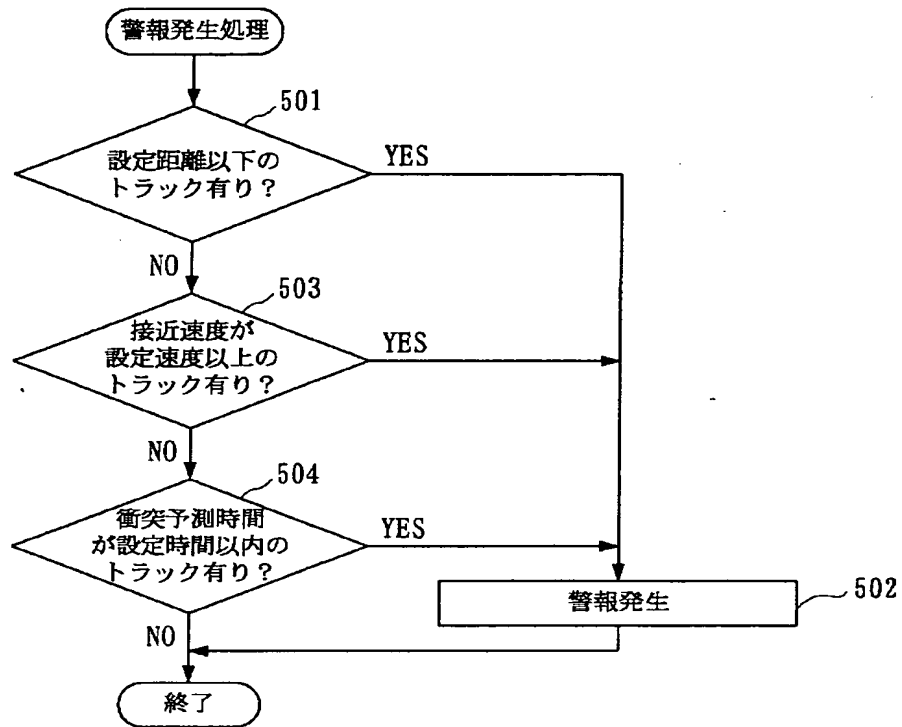 警報発生処理
501
設定距離以下の
トラック有り？
YES
NO
503
接近速度が
設定速度以上の
トラック有り？
YES
NO
504
衝突予測時間
が設定時間以内の
トラック有り？
YES
警報発生
502
NO
終了